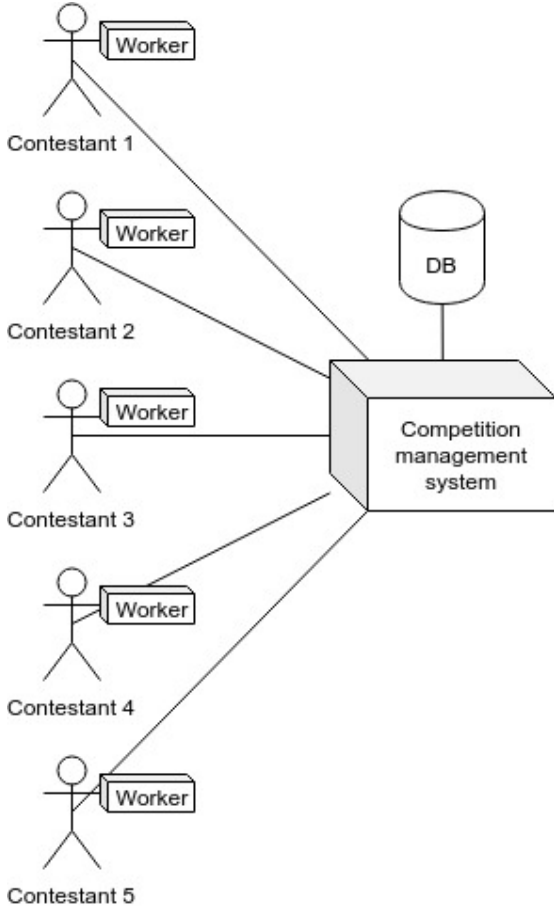 Worker
Contestant 1
Worker
Contestant 2
DB
Worker
Contestant 3
Competition
management
system
Worker
Contestant 4
Worker
Contestant 5